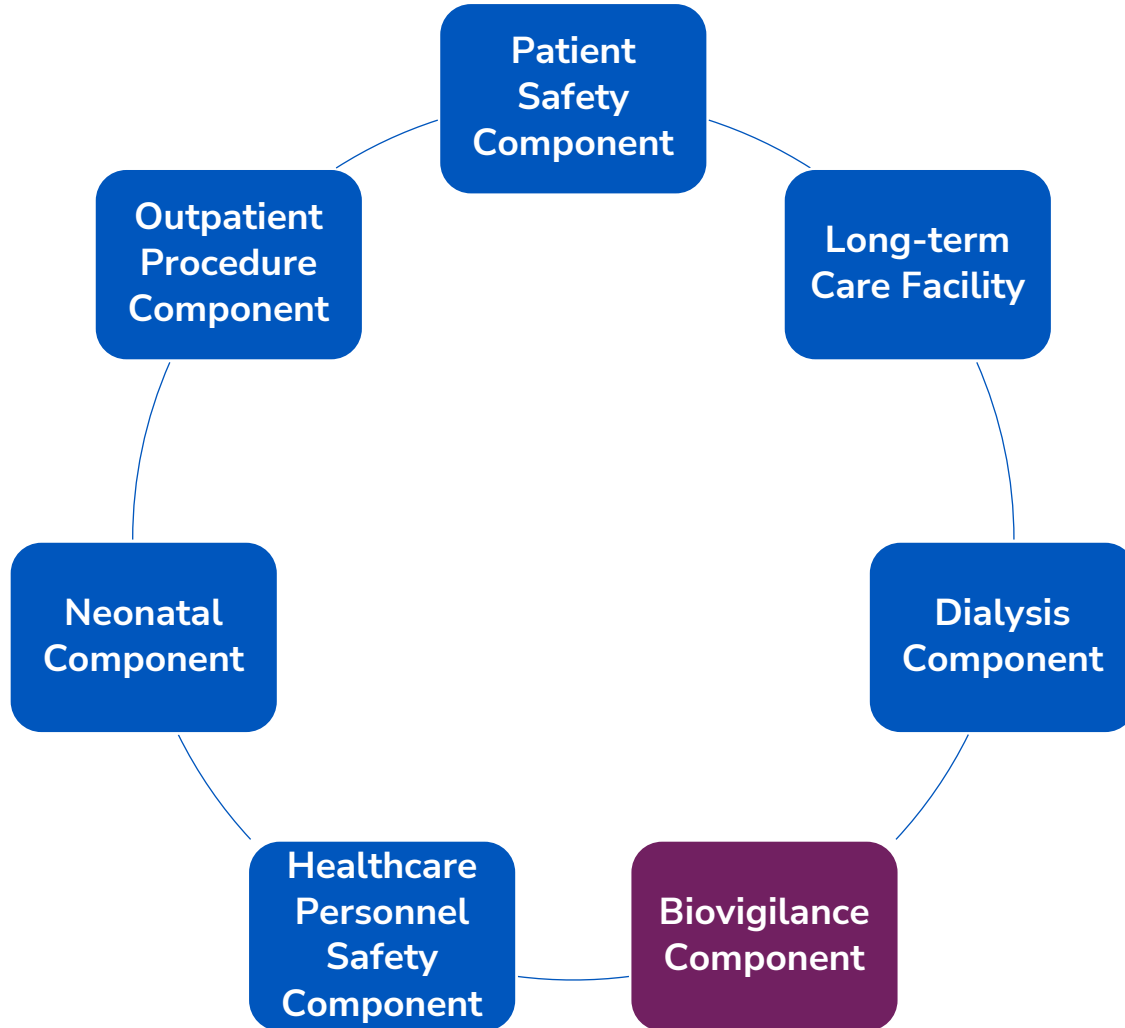 Patient
Safety
Component
Long-term
Care Facility
Dialysis
Component
Biovigilance
Component
Healthcare
Personnel
Safety
Component
Neonatal
Component
Outpatient
Procedure
Component